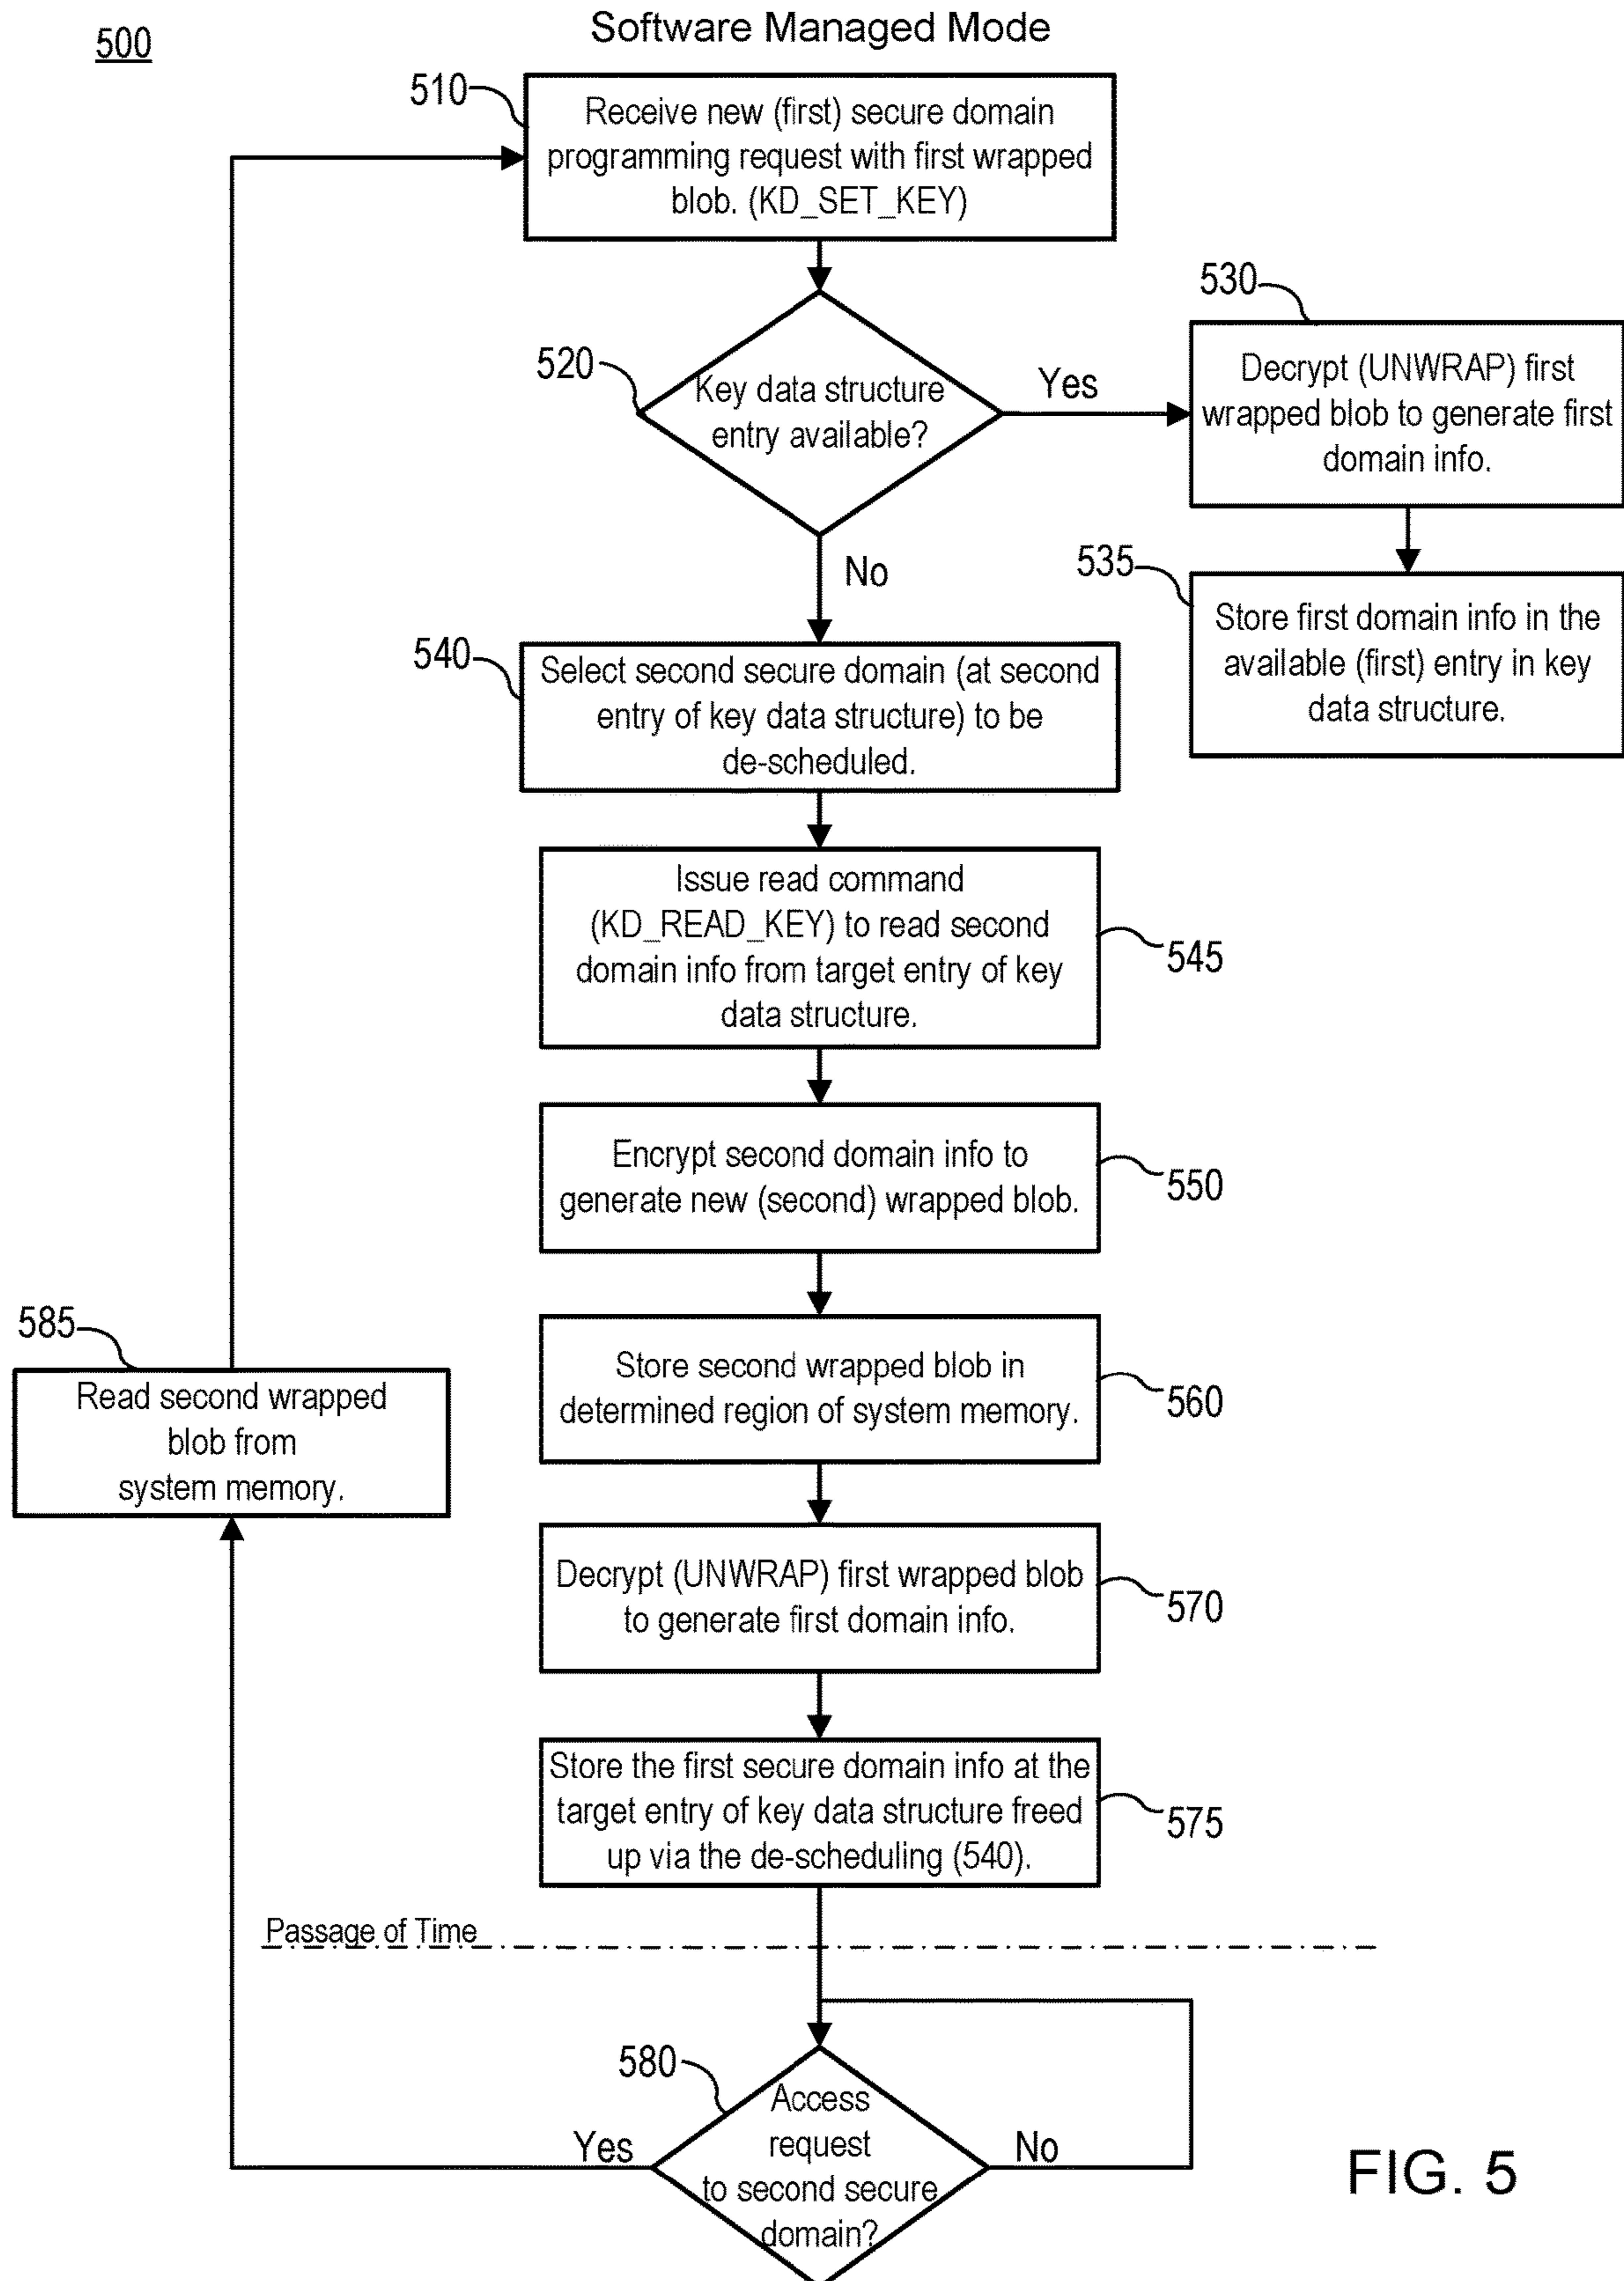 500
Software Managed Mode
510
Receive new (first) secure domain
programming request with first wrapped
blob. (KD_SET_KEY)
520
Key data structure
entry available?
Yes
530
Decrypt (UNWRAP) first
wrapped blob to generate first
domain info.
No
535
Store first domain info in the
available (first) entry in key
data structure.
540
Select second secure domain (at second
entry of key data structure) to be
de-scheduled.
Issue read command
(KD_READ_KEY) to read second
domain info from target entry of key
data structure.
545
Encrypt second domain info to
generate new (second) wrapped blob.
550
585
Read second wrapped
blob from
system memory.
Store second wrapped blob in
determined region of system memory.
560
Decrypt (UNWRAP) first wrapped blob
to generate first domain info.
570
Store the first secure domain info at the
target entry of key data structure freed
up via the de-scheduling (540).
575
Passage of Time
580
Access
request
to second secure
domain?
Yes
No
FIG. 5